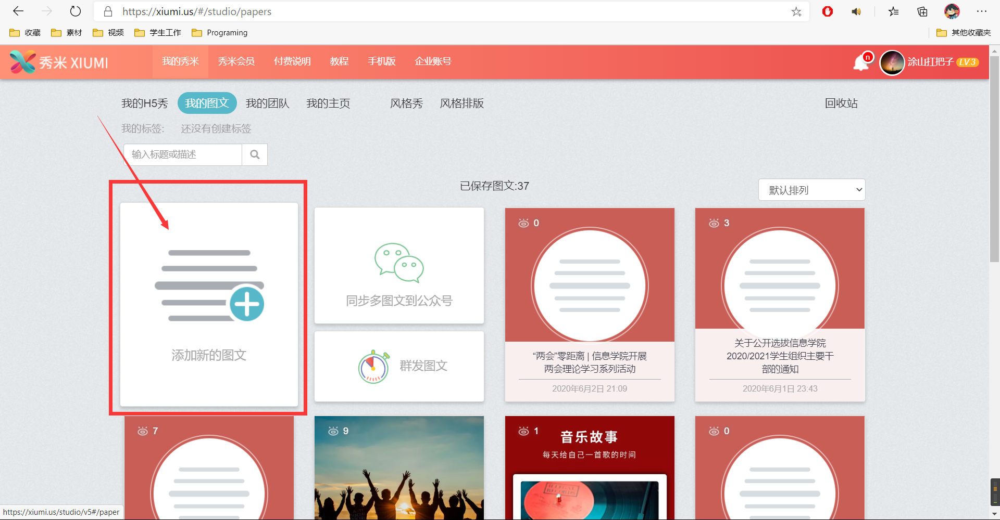 https://xiumi.us/#/studio/papers
收藏
素材
视频
学生工作
Programing
其他收藏夹
秀米 XIUMI
我的秀米
秀米会员
付费说明
教程
手机版
企业账号
n
涂山扛把子
LV.3
我的H5秀
我的图文
我的团队
我的主页
风格秀
风格排版
回收站
我的标签:
还没有创建标签
输入标题或描述
已保存图文:37
默认排列
添加新的图文
同步多图文到公众号
群发图文
0
“两会”零距离 | 信息学院开展
两会理论学习系列活动
2020年6月2日 21:09
3
关于公开选拔信息学院
2020/2021学生组织主要干
部的通知
2020年6月1日 23:43
7
9
1
音乐故事
每天给自己一首歌的时间
0
https://xiumi.us/studio/v5#/paper